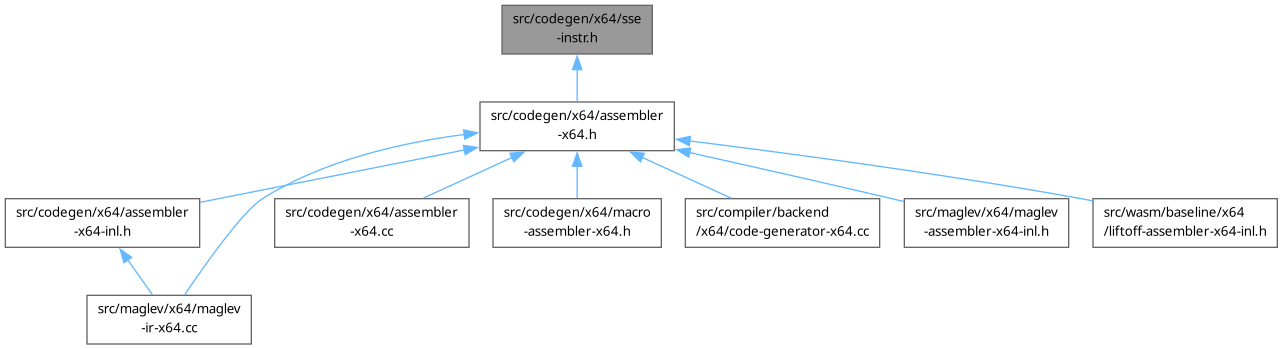 src/codegen/x64/sse
-instr.h
src/codegen/x64/assembler
-x64.h
src/codegen/x64/assembler
-x64-inl.h
src/codegen/x64/assembler
-x64.cc
src/codegen/x64/macro
-assembler-x64.h
src/compiler/backend
/x64/code-generator-x64.cc
src/maglev/x64/maglev
-assembler-x64-inl.h
src/wasm/baseline/x64
/liftoff-assembler-x64-inl.h
src/maglev/x64/maglev
-ir-x64.cc